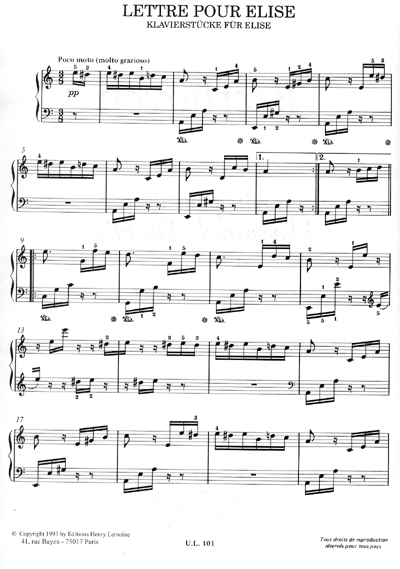 LETTRE POUR ELISE
KLAVIERSTÜCKE FÜR ELISE
Poco moto (molto grazioso)
pp
5
1.
2.
9
13
17
© Copyright 1993 by Editions Henry Lemoine
41, rue Bayen - 75017 Paris
U.L. 101
Tous droits de reproduction
réservés pour tous pays